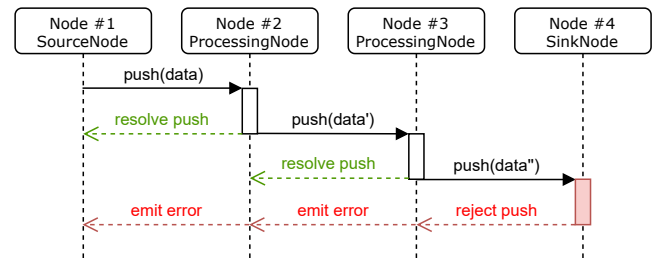 Node #1
SourceNode
Node #2
ProcessingNode
Node #3
ProcessingNode
Node #4
SinkNode
push(data)
resolve push
push(data')
resolve push
push(data'')
emit error
emit error
reject push